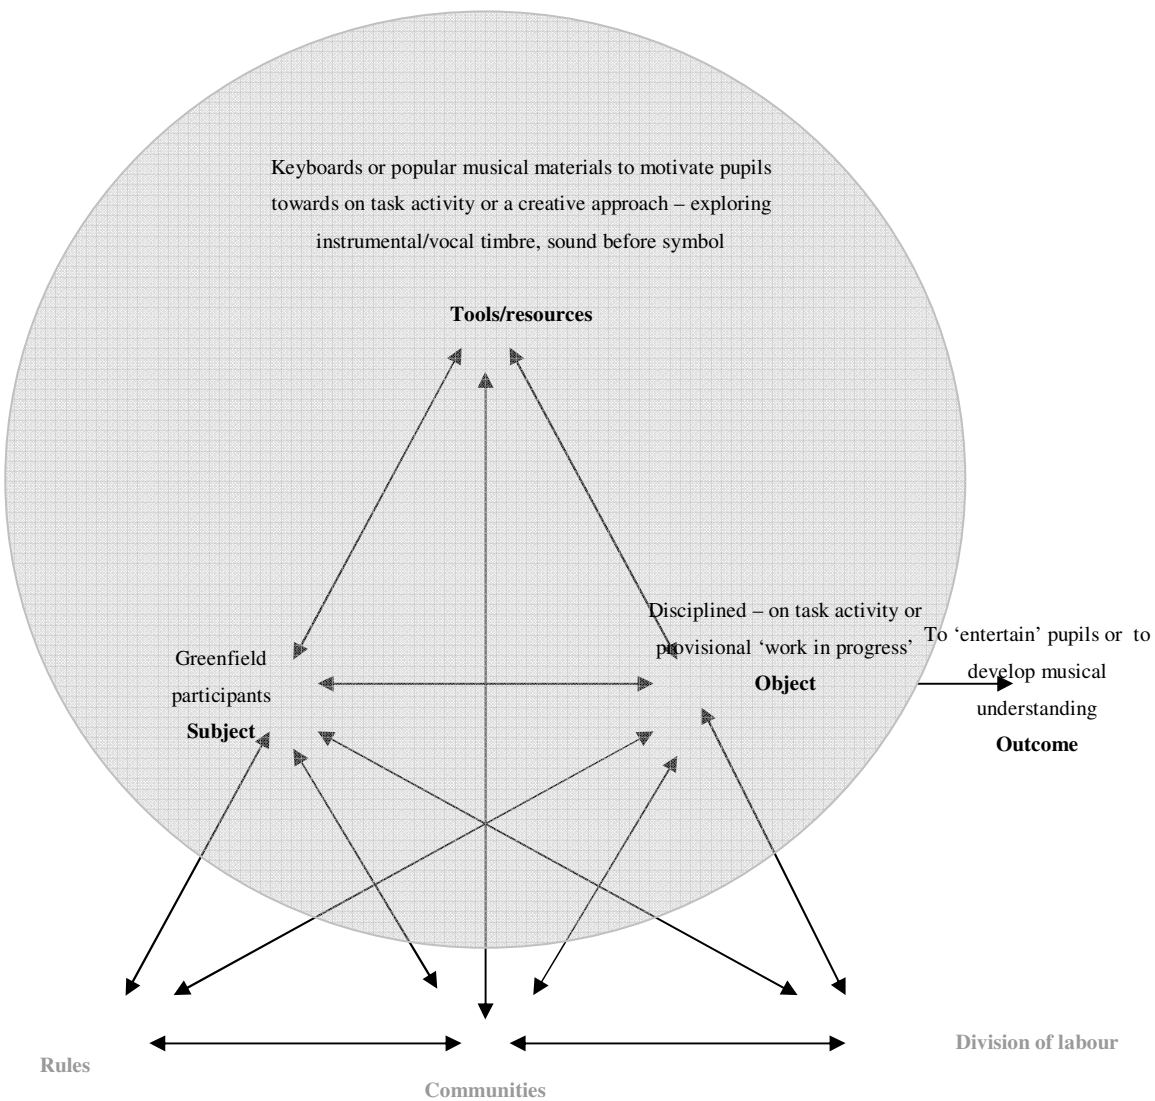 Keyboards or popular musical materials to motivate pupils
towards on task activity or a creative approach – exploring
instrumental/vocal timbre, sound before symbol
Tools/resources
Greenfield
participants
Subject
Disciplined – on task activity or
provisional ‘work in progress’
Object
To ‘entertain’ pupils or  to
develop musical
understanding
Outcome
Rules
Communities
Division of labour